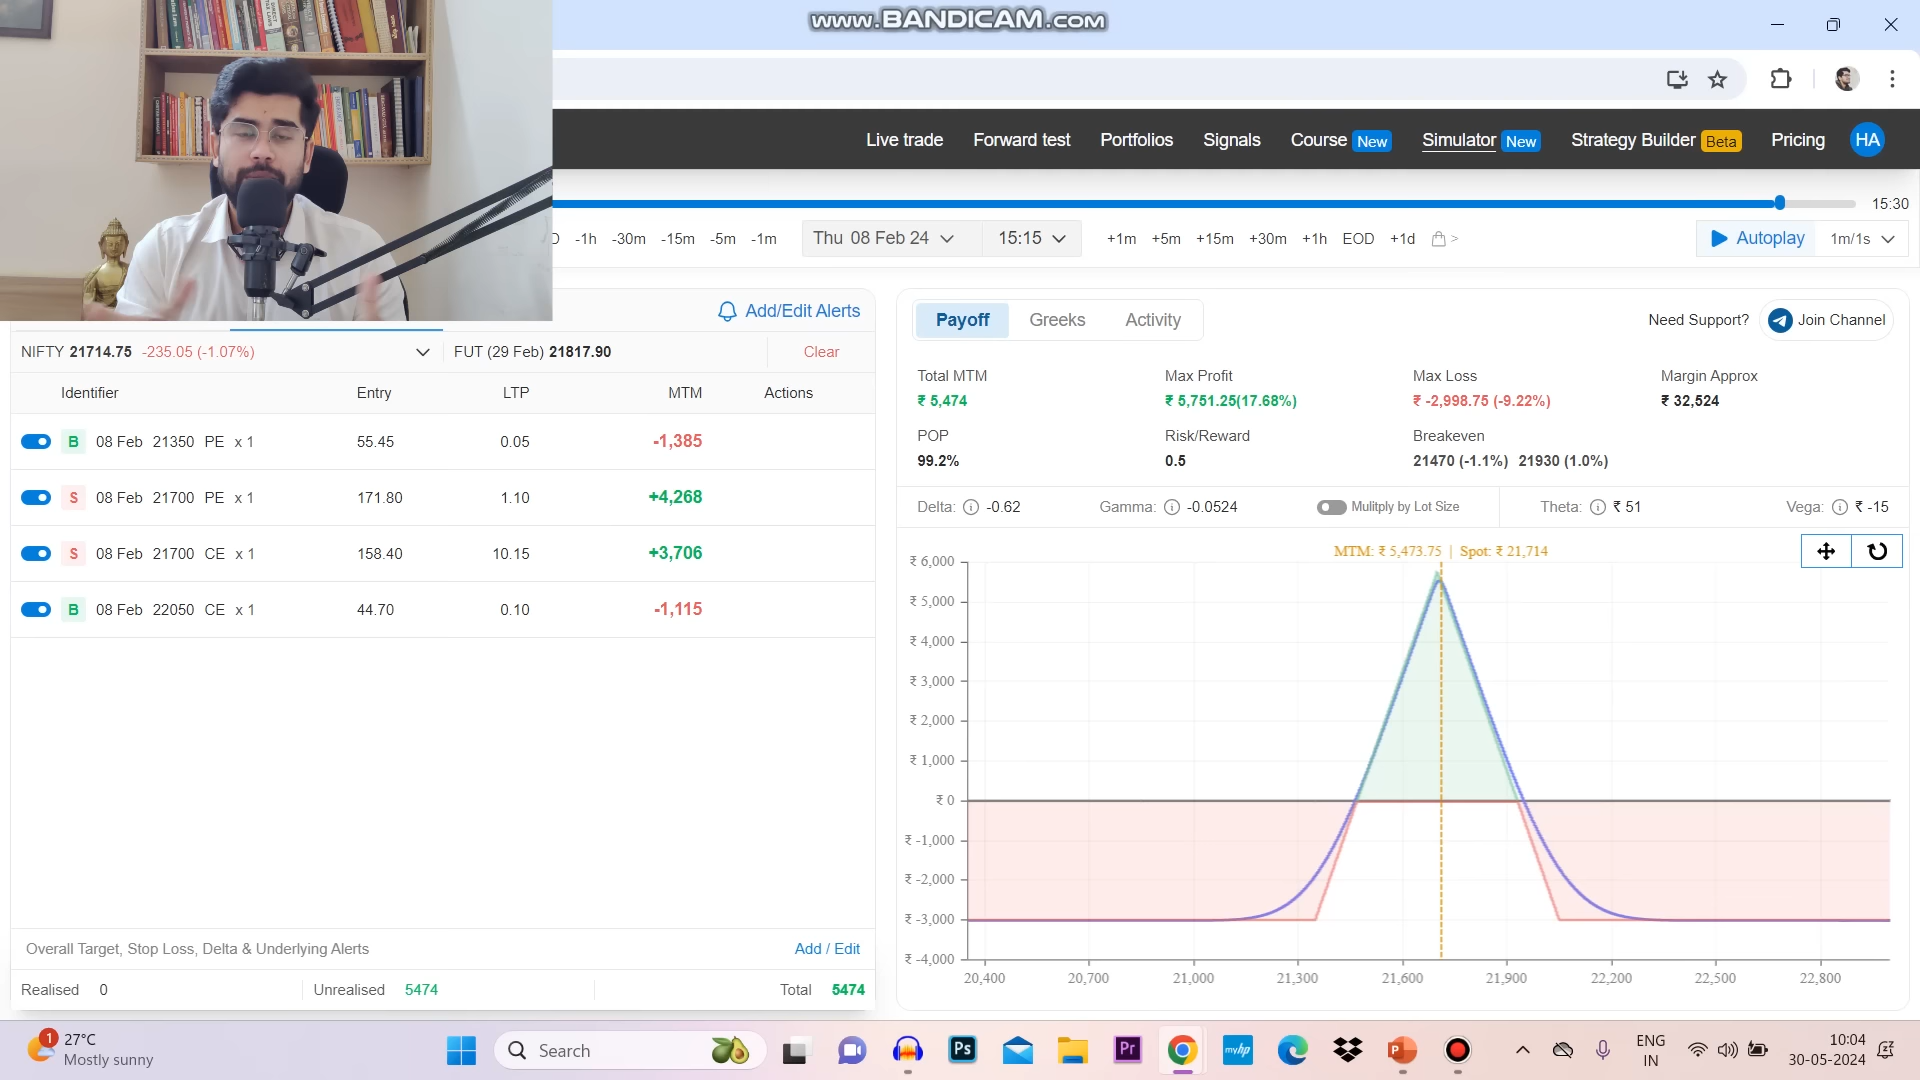 www.BANDICAM.com
Live trade Forward test Portfolios Signals Course New Simulator New Strategy Builder Beta Pricing HA
15:30
-1h -30m -15m -5m -1m Thu 08 Feb 24 15:15 +1m +5m +15m +30m +1h EOD +1d > Autoplay 1m/1s
Add/Edit Alerts
NIFTY 21714.75 -235.05 (-1.07%) FUT (29 Feb) 21817.90 Clear
Identifier Entry LTP MTM Actions
B 08 Feb 21350 PE x 1 55.45 0.05 -1,385
S 08 Feb 21700 PE x 1 171.80 1.10 +4,268
S 08 Feb 21700 CE x 1 158.40 10.15 +3,706
B 08 Feb 22050 CE x 1 44.70 0.10 -1,115
Overall Target, Stop Loss, Delta & Underlying Alerts Add / Edit
Realised 0 Unrealised 5474 Total 5474
Payoff Greeks Activity Need Support? Join Channel
Total MTM Max Profit Max Loss Margin Approx
₹ 5,474 ₹ 5,751.25(17.68%) ₹ -2,998.75 (-9.22%) ₹ 32,524
POP Risk/Reward Breakeven
99.2% 0.5 21470 (-1.1%) 21930 (1.0%)
Delta: -0.62 Gamma: -0.0524 Mulitply by Lot Size Theta: ₹ 51 Vega: ₹ -15
MTM: ₹ 5,473.75 | Spot: ₹ 21,714
₹ 6,000
₹ 5,000
₹ 4,000
₹ 3,000
₹ 2,000
₹ 1,000
₹ 0
₹ -1,000
₹ -2,000
₹ -3,000
₹ -4,000
20,400 20,700 21,000 21,300 21,600 21,900 22,200 22,500 22,800
1 27°C
Mostly sunny
Search
Ps
Pr
myhp
ENG
IN
10:04
30-05-2024